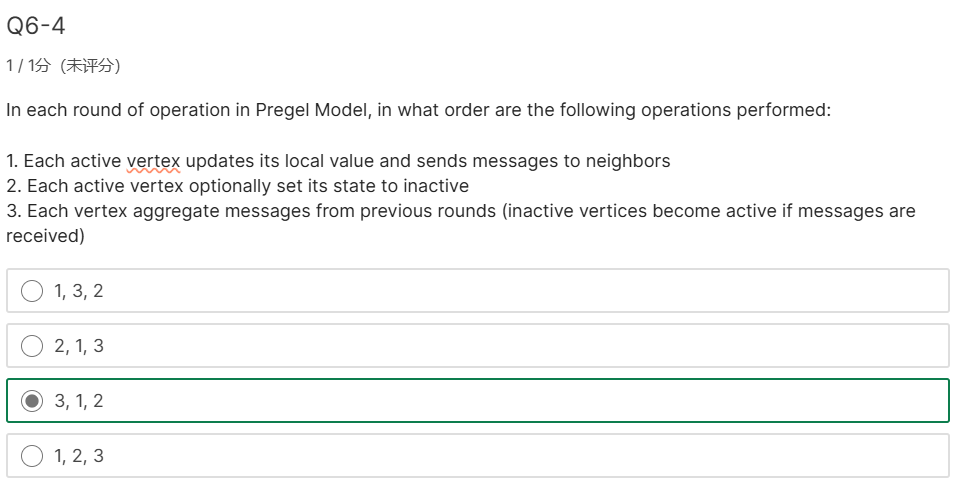 Q6-4
1 / 1分（未评分）
In each round of operation in Pregel Model, in what order are the following operations performed:
1. Each active vertex updates its local value and sends messages to neighbors
2. Each active vertex optionally set its state to inactive
3. Each vertex aggregate messages from previous rounds (inactive vertices become active if messages are
received)
1, 3, 2
2, 1, 3
3, 1, 2
1, 2, 3